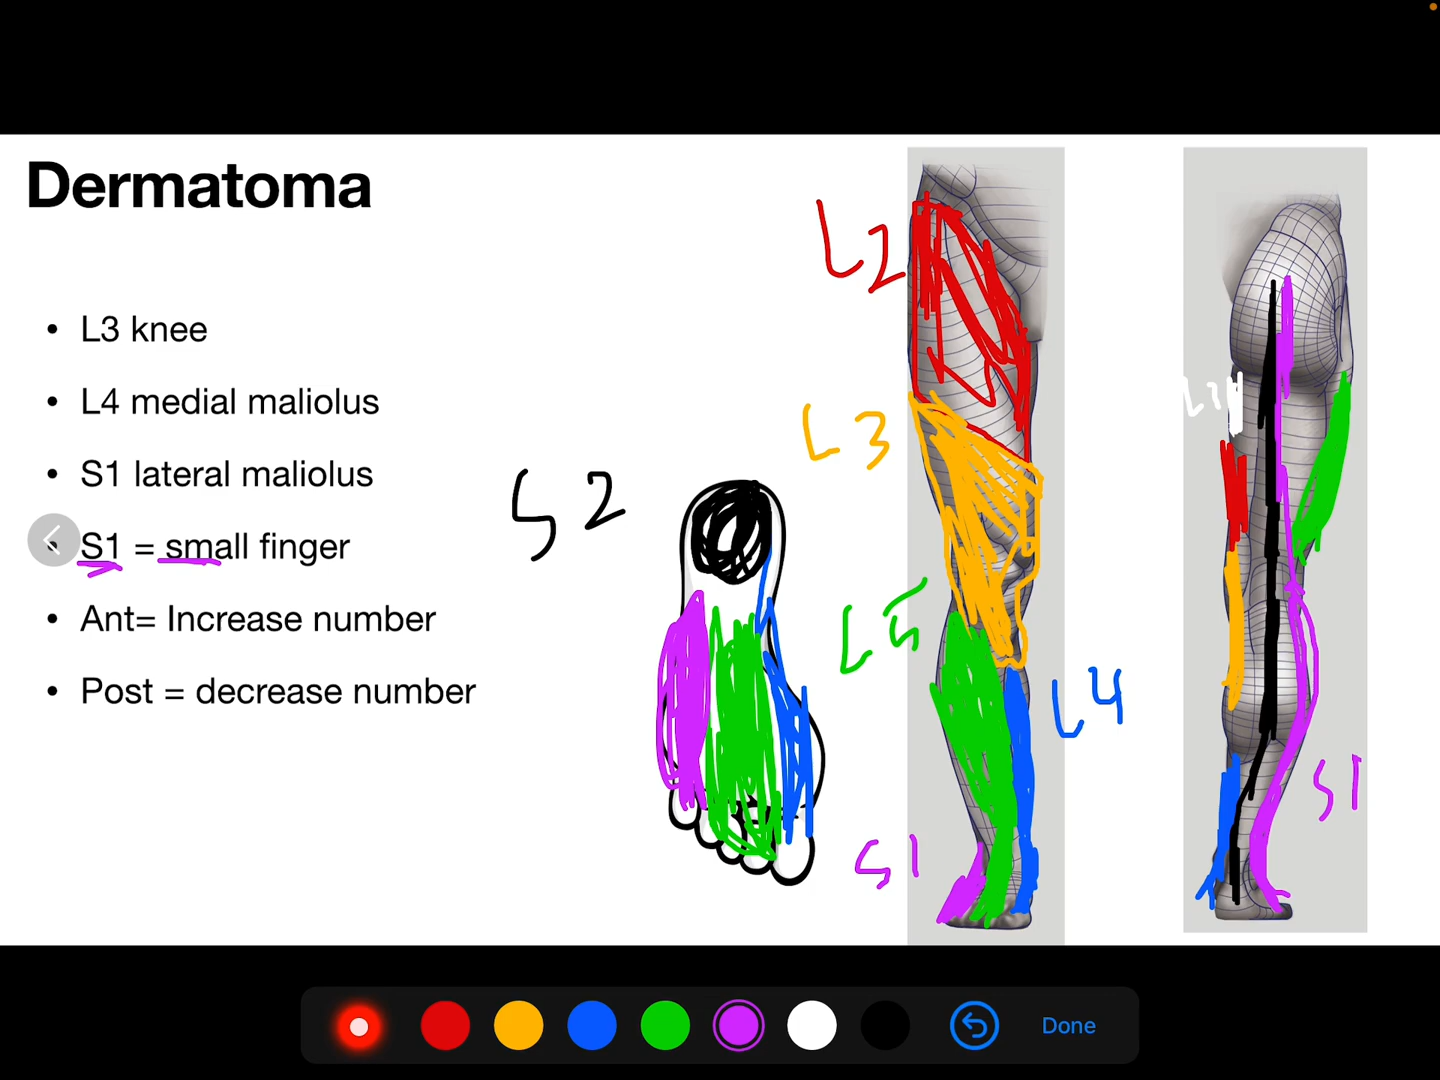 Dermatoma
• L3 knee
• L4 medial maliolus
• S1 lateral maliolus
• S1 = small finger
• Ant= Increase number
• Post = decrease number
S2
L2
L3
L5
L4
S1
S1
Done